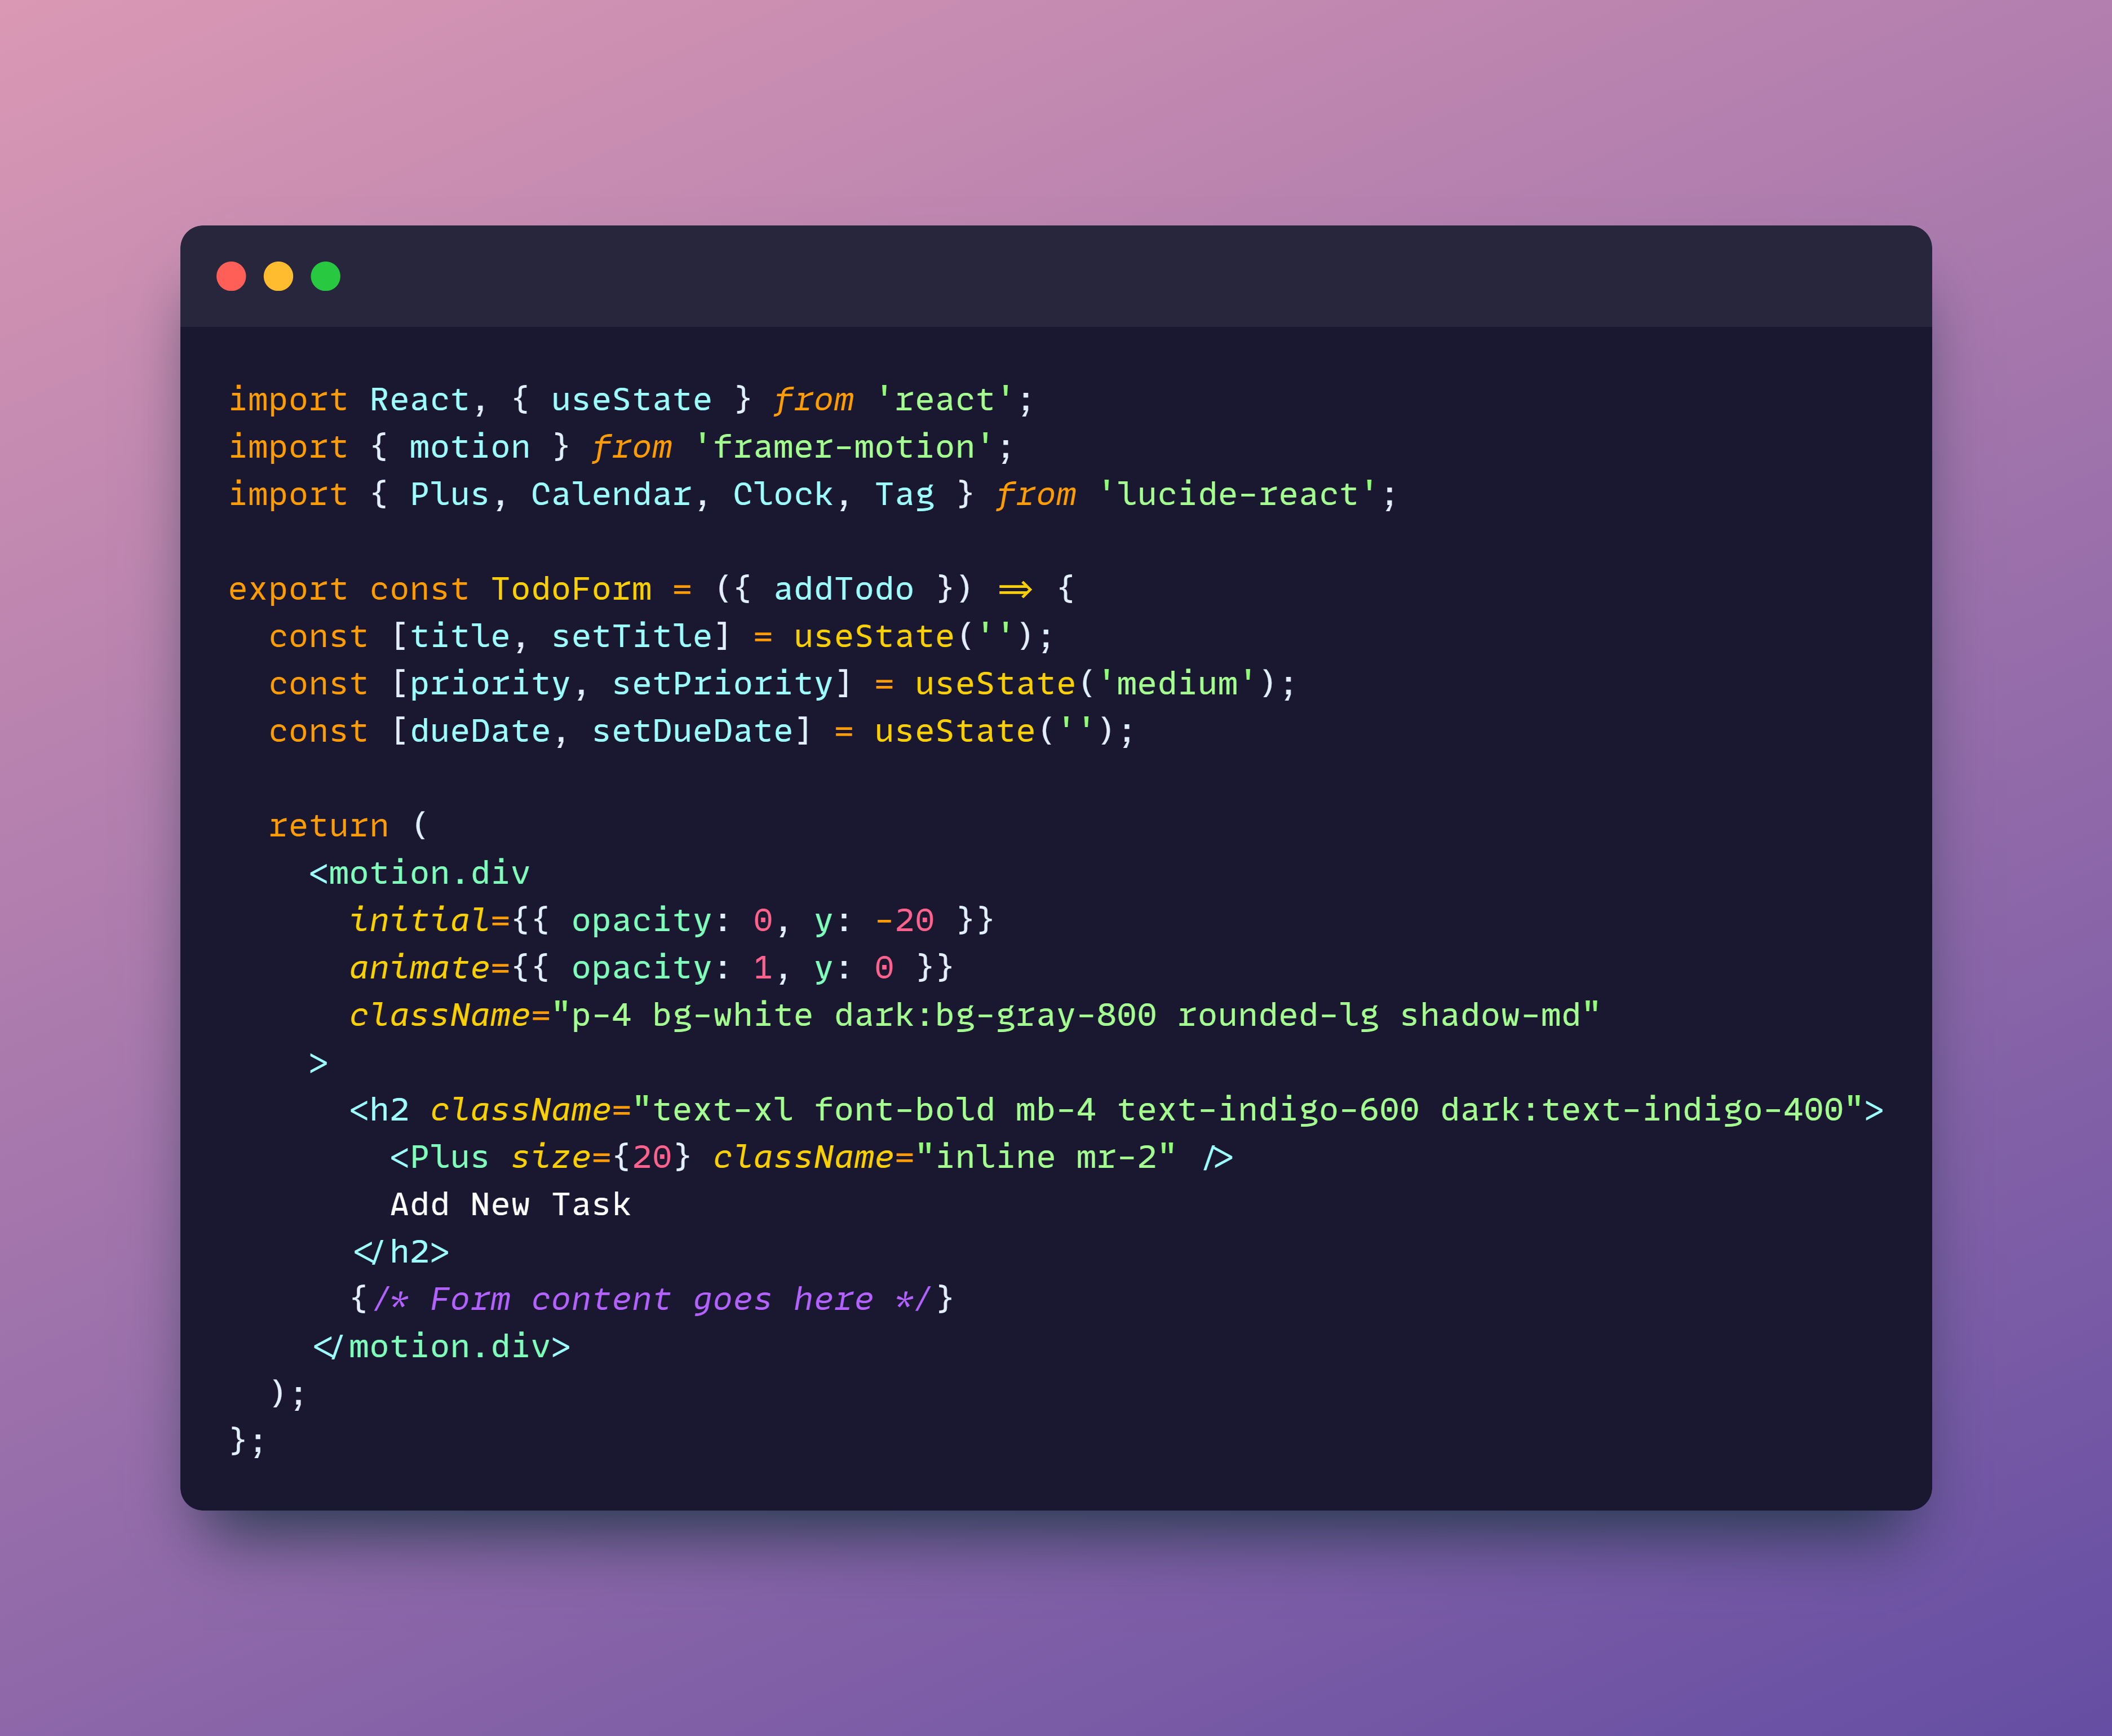 import React, { useState } from 'react';
import { motion } from 'framer-motion';
import { Plus, Calendar, Clock, Tag } from 'lucide-react';

export const TodoForm = ({ addTodo }) => {
  const [title, setTitle] = useState('');
  const [priority, setPriority] = useState('medium');
  const [dueDate, setDueDate] = useState('');

  return (
    <motion.div
      initial={{ opacity: 0, y: -20 }}
      animate={{ opacity: 1, y: 0 }}
      className="p-4 bg-white dark:bg-gray-800 rounded-lg shadow-md"
    >
      <h2 className="text-xl font-bold mb-4 text-indigo-600 dark:text-indigo-400">
        <Plus size={20} className="inline mr-2" />
        Add New Task
      </h2>
      {/* Form content goes here */}
    </motion.div>
  );
};